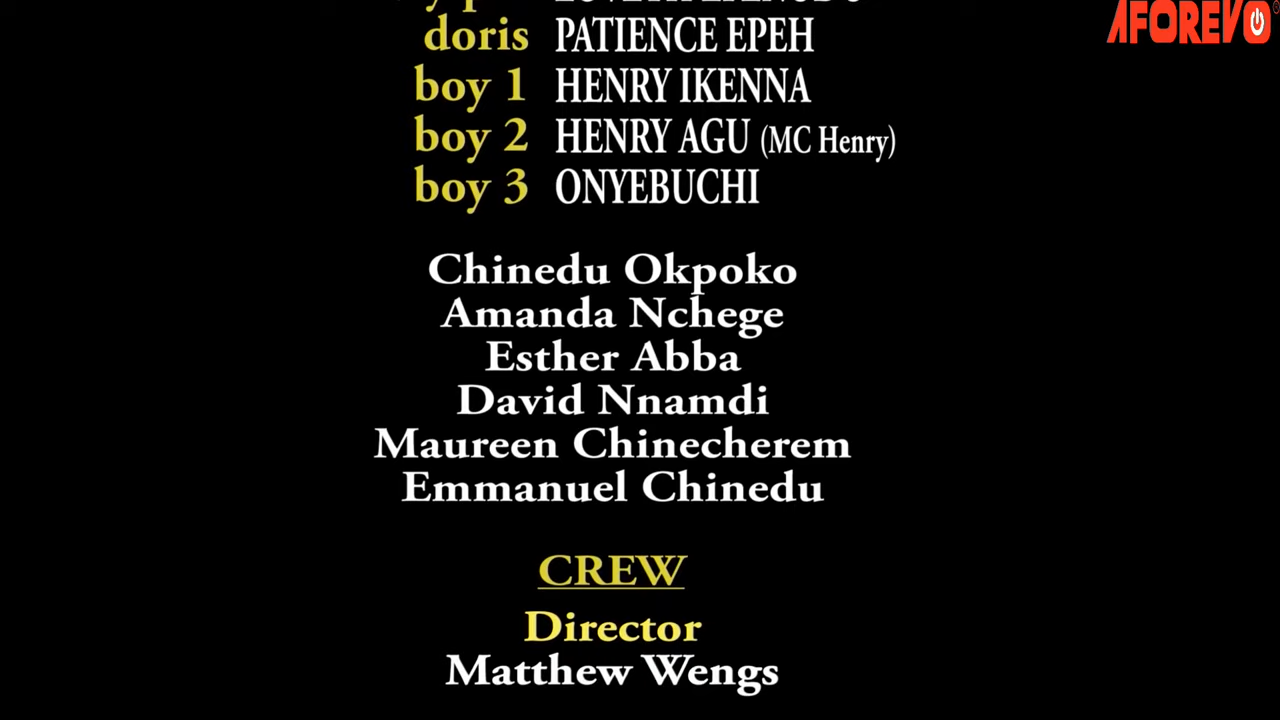 AFOREVO
doris PATIENCE EPEH
boy 1 HENRY IKENNA
boy 2 HENRY AGU (MC Henry)
boy 3 ONYEBUCHI
Chinedu Okpoko
Amanda Nchege
Esther Abba
David Nnamdi
Maureen Chinecherem
Emmanuel Chinedu
CREW
Director
Matthew Wengs